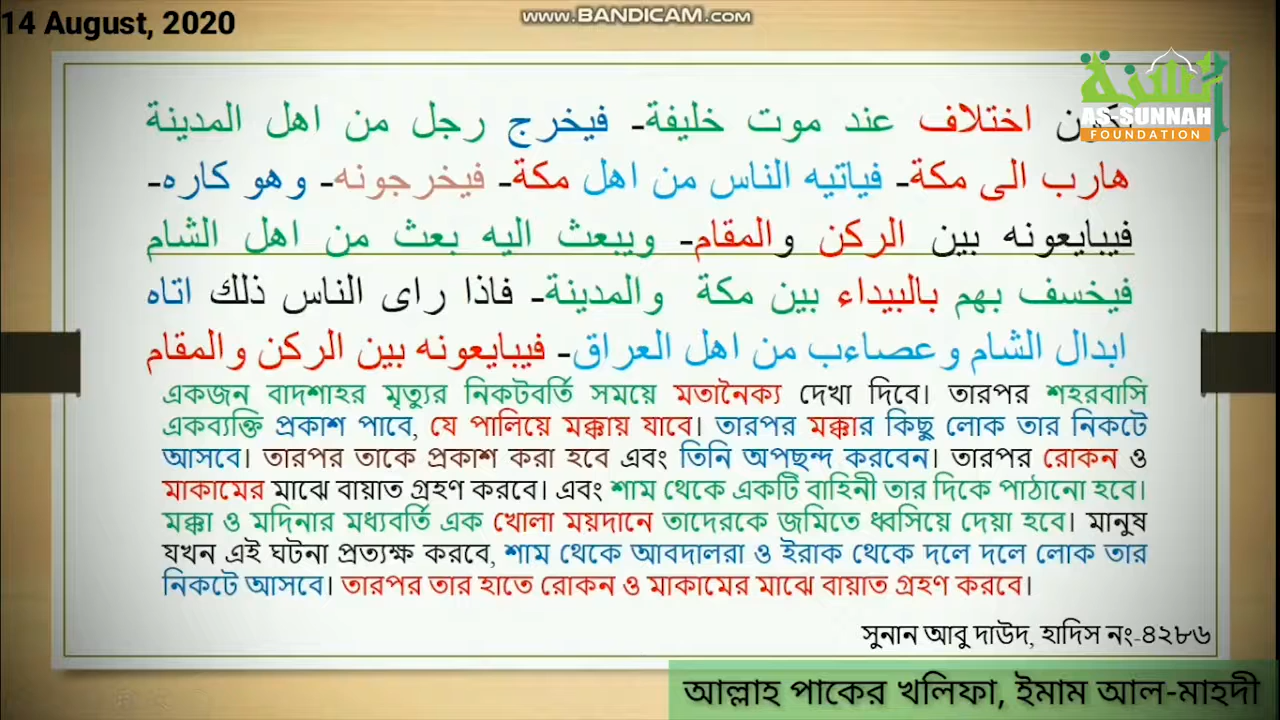 14 August, 2020
www.BANDICAM.com
اختلاف عند موت خليفة- فيخرج رجل من اهل المدينة
AS-SUNNAH
FOUNDATION
هارب الى مكة- فياتيه الناس من اهل مكة- فيخرجونه- وهو كاره-
فيبايعونه بين الركن والمقام- ويبعث اليه بعث من اهل الشام
فيخسف بهم بالبيداء بين مكة والمدينة- فاذا راى الناس ذلك اتاه
ابدال الشام وعصاءب من اهل العراق- فيبايعونه بين الركن والمقام
একজন বাদশাহর মৃত্যুর নিকটবর্তি সময়ে মতানৈক্য দেখা দিবে। তারপর শহরবাসি
একব্যক্তি প্রকাশ পাবে, যে পালিয়ে মক্কায় যাবে। তারপর মক্কার কিছু লোক তার নিকটে
আসবে। তারপর তাকে প্রকাশ করা হবে এবং তিনি অপছন্দ করবেন। তারপর রোকন ও
মাকামের মাঝে বায়াত গ্রহণ করবে। এবং শাম থেকে একটি বাহিনী তার দিকে পাঠানো হবে।
মক্কা ও মদিনার মধ্যবর্তি এক খোলা ময়দানে তাদেরকে জমিতে ধ্বসিয়ে দেয়া হবে। মানুষ
যখন এই ঘটনা প্রত্যক্ষ করবে, শাম থেকে আবদালরা ও ইরাক থেকে দলে দলে লোক তার
নিকটে আসবে। তারপর তার হাতে রোকন ও মাকামের মাঝে বায়াত গ্রহণ করবে।
সুনান আবু দাউদ, হাদিস নং-৪২৮৬
আল্লাহ পাকের খলিফা, ইমাম আল-মাহদী